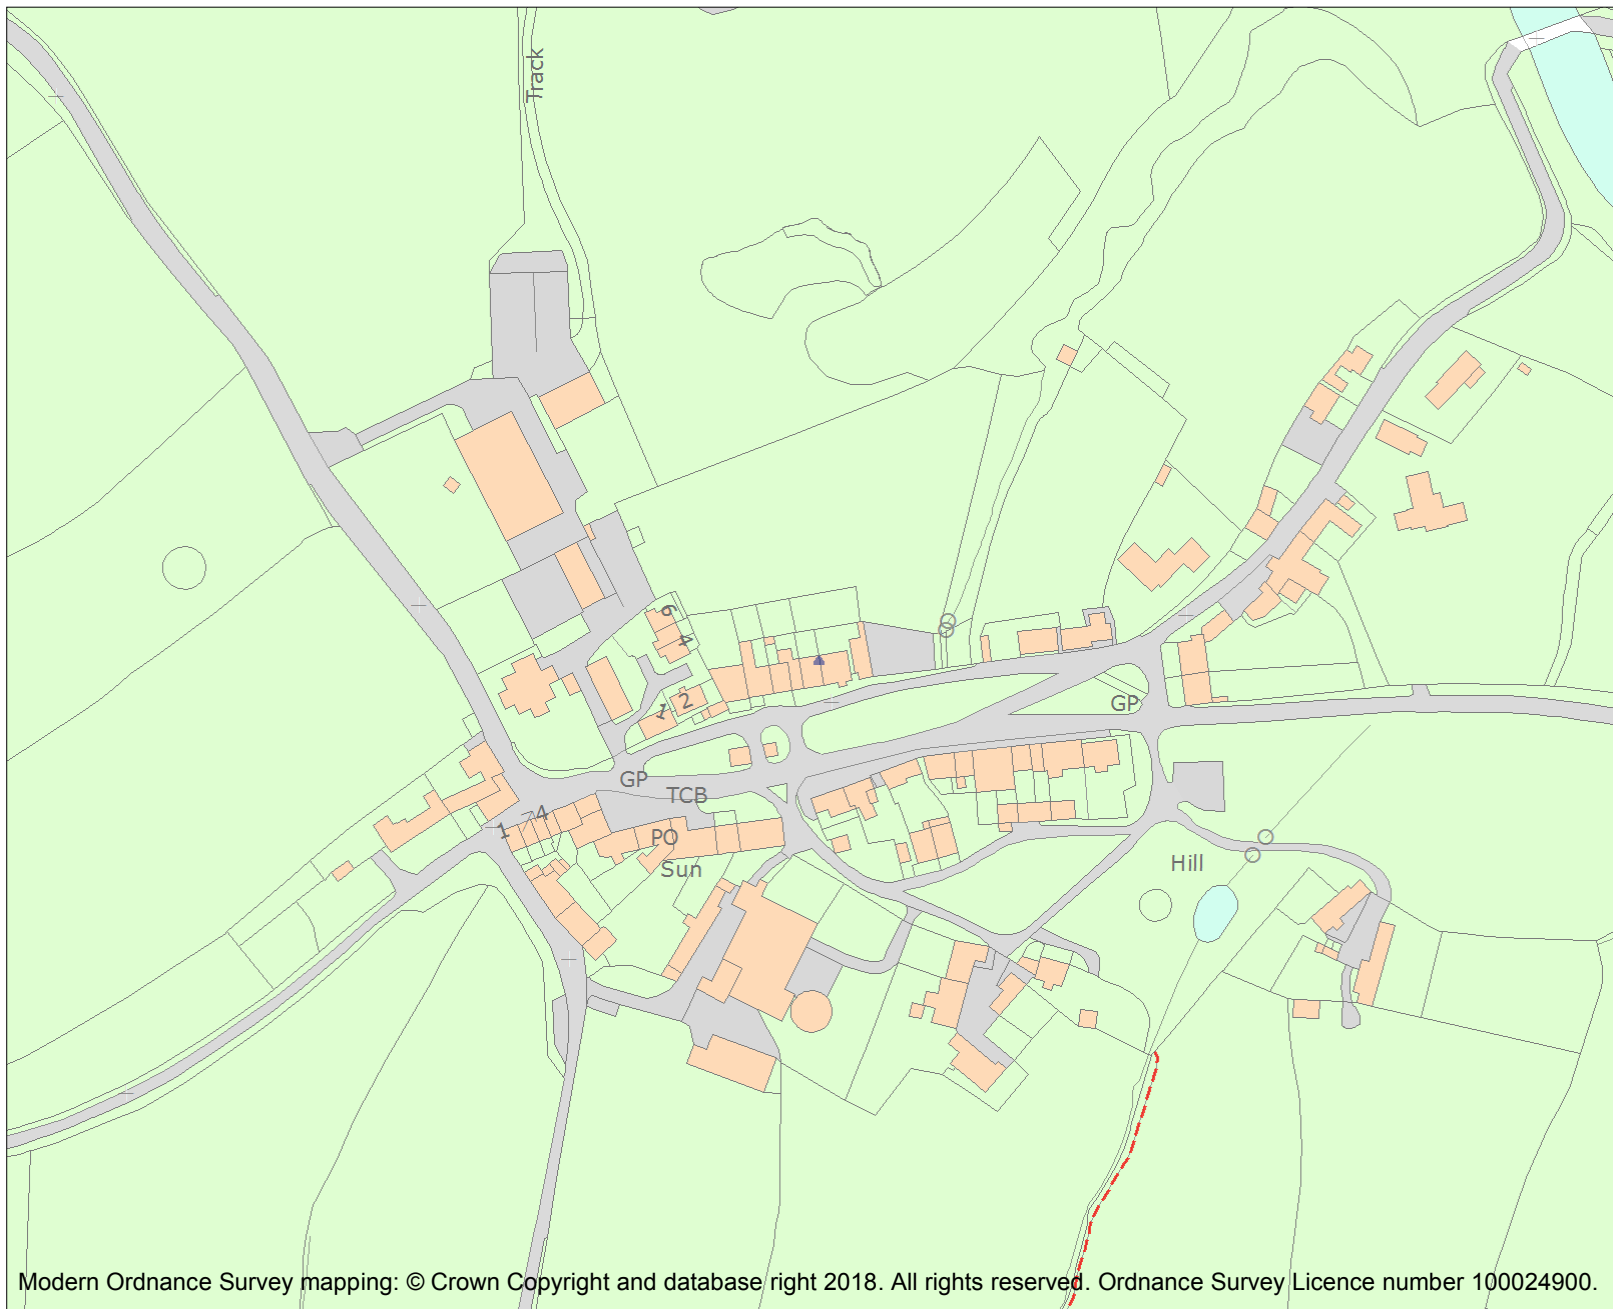 Track
6
4
2
1
GP
GP
TCB
1
4
PO
Sun
Hill
Modern Ordnance Survey mapping: © Crown Copyright and database right 2018. All rights reserved. Ordnance Survey Licence number 100024900.